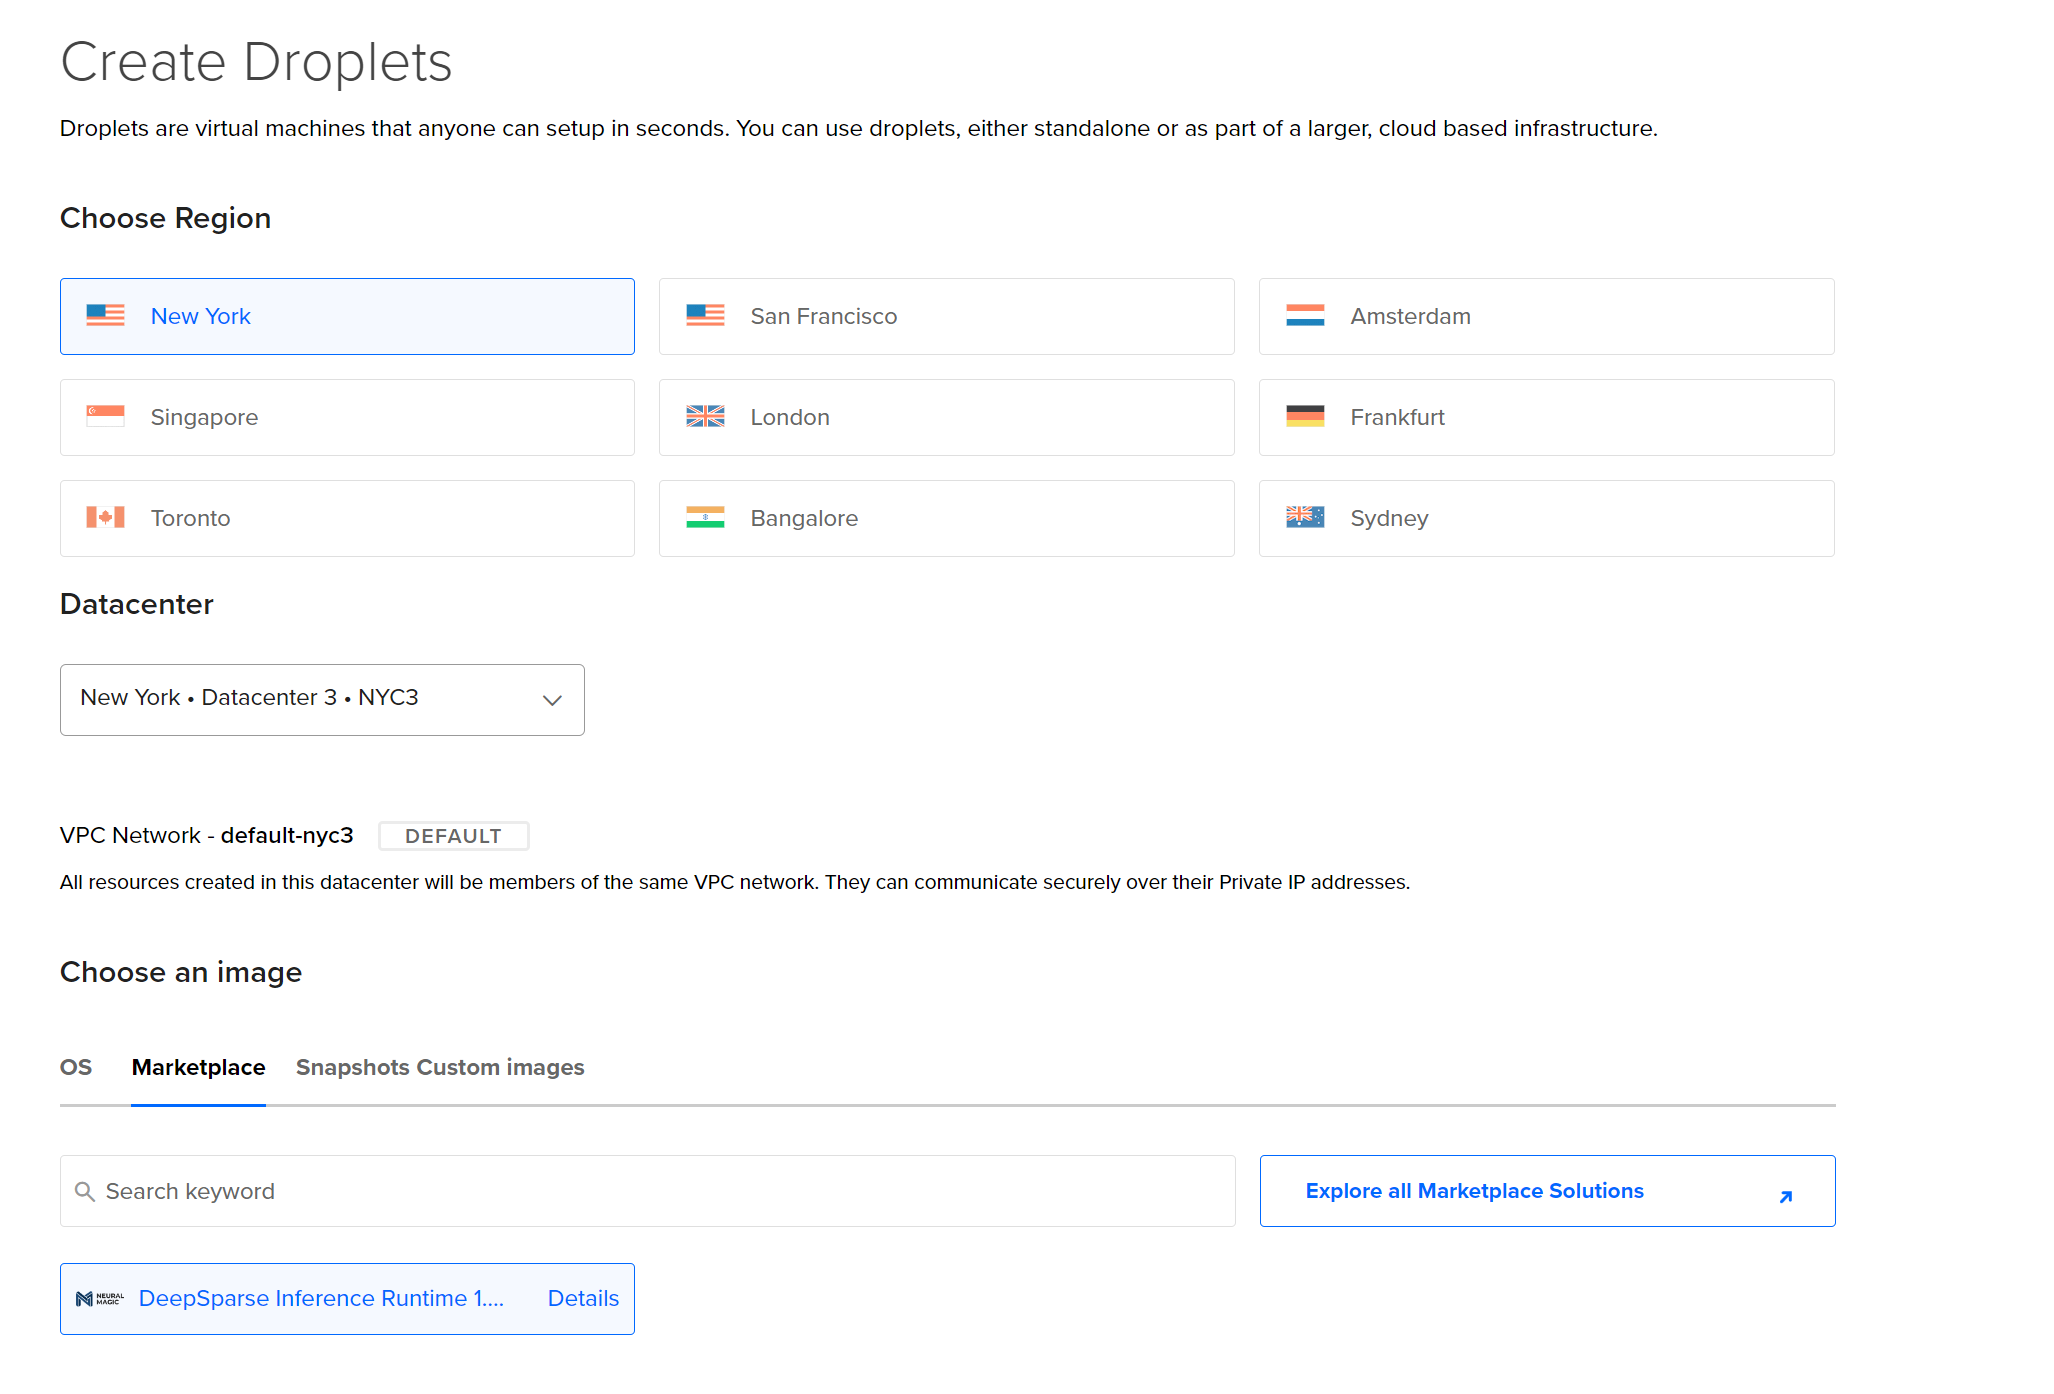 Create Droplets
Droplets are virtual machines that anyone can setup in seconds. You can use droplets, either standalone or as part of a larger, cloud based infrastructure.
Choose Region
New York
San Francisco
Amsterdam
Singapore
London
Frankfurt
Toronto
Bangalore
Sydney
Datacenter
New York • Datacenter 3 • NYC3
VPC Network - default-nyc3 DEFAULT
All resources created in this datacenter will be members of the same VPC network. They can communicate securely over their Private IP addresses.
Choose an image
OS Marketplace Snapshots Custom images
Search keyword
Explore all Marketplace Solutions
NEURAL
MAGIC
DeepSparse Inference Runtime 1.... Details